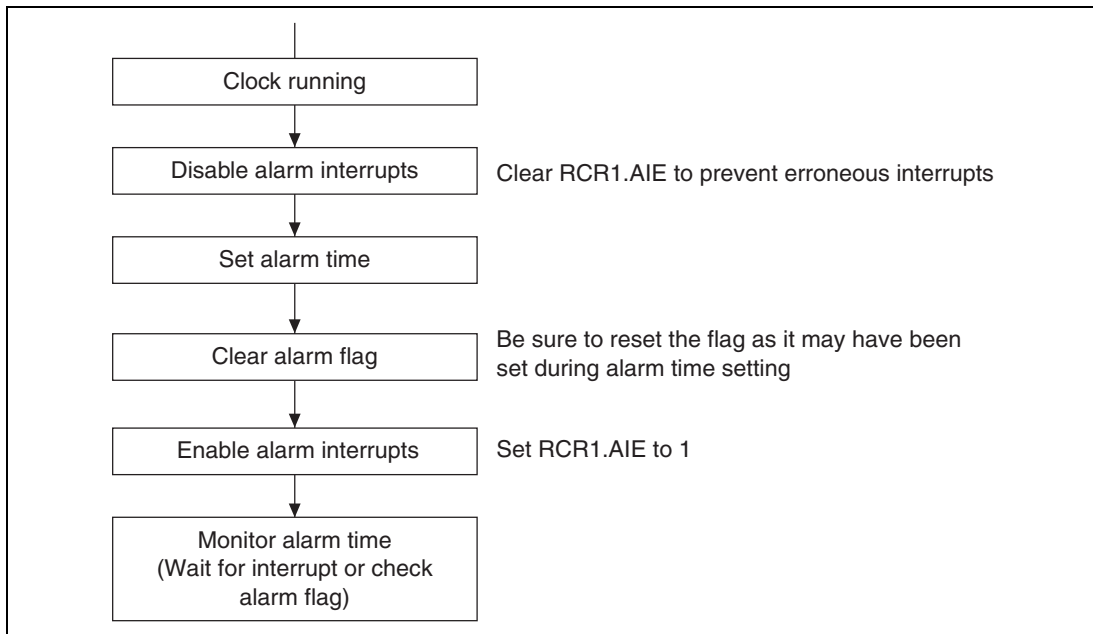 Clock running
Disable alarm interrupts
Clear RCR1.AIE to prevent erroneous interrupts
Set alarm time
Clear alarm flag
Be sure to reset the flag as it may have been
set during alarm time setting
Enable alarm interrupts
Set RCR1.AIE to 1
Monitor alarm time
(Wait for interrupt or check
alarm flag)